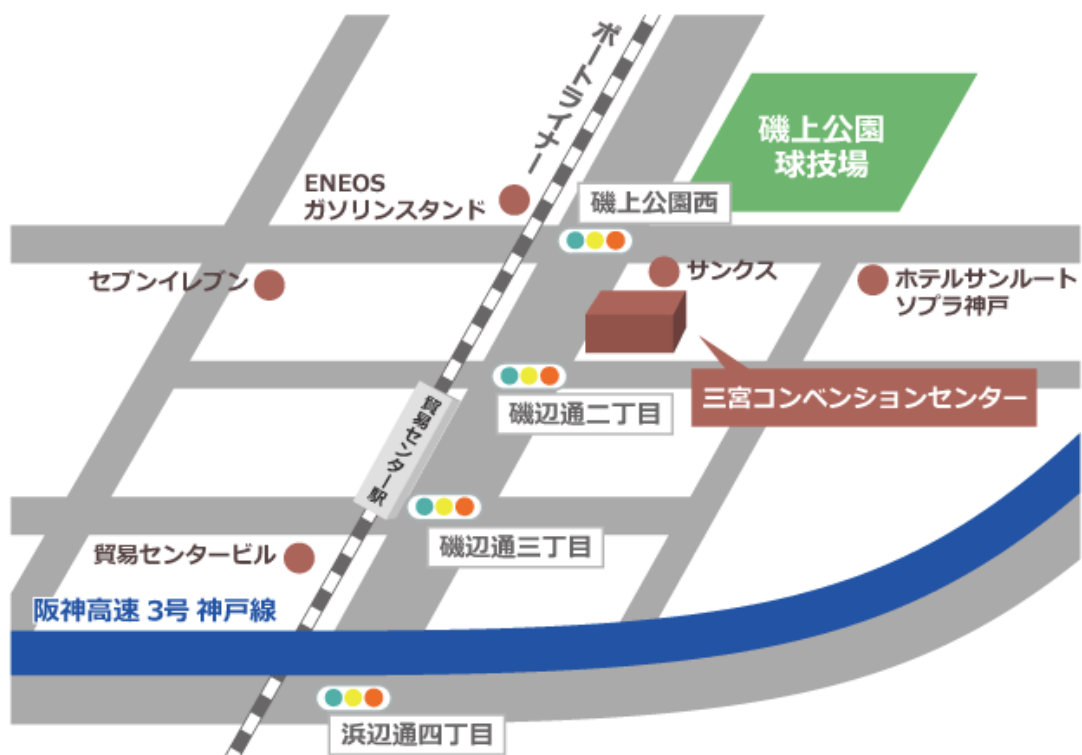 ポートライナー
磯上公園
球技場
ENEOS
ガソリンスタンド
磯上公園西
セブンイレブン
サンクス
ホテルサンルート
ソプラ神戸
三宮コンベンションセンター
磯辺通二丁目
貿易センター駅
磯辺通三丁目
貿易センタービル
阪神高速 3号 神戸線
浜辺通四丁目